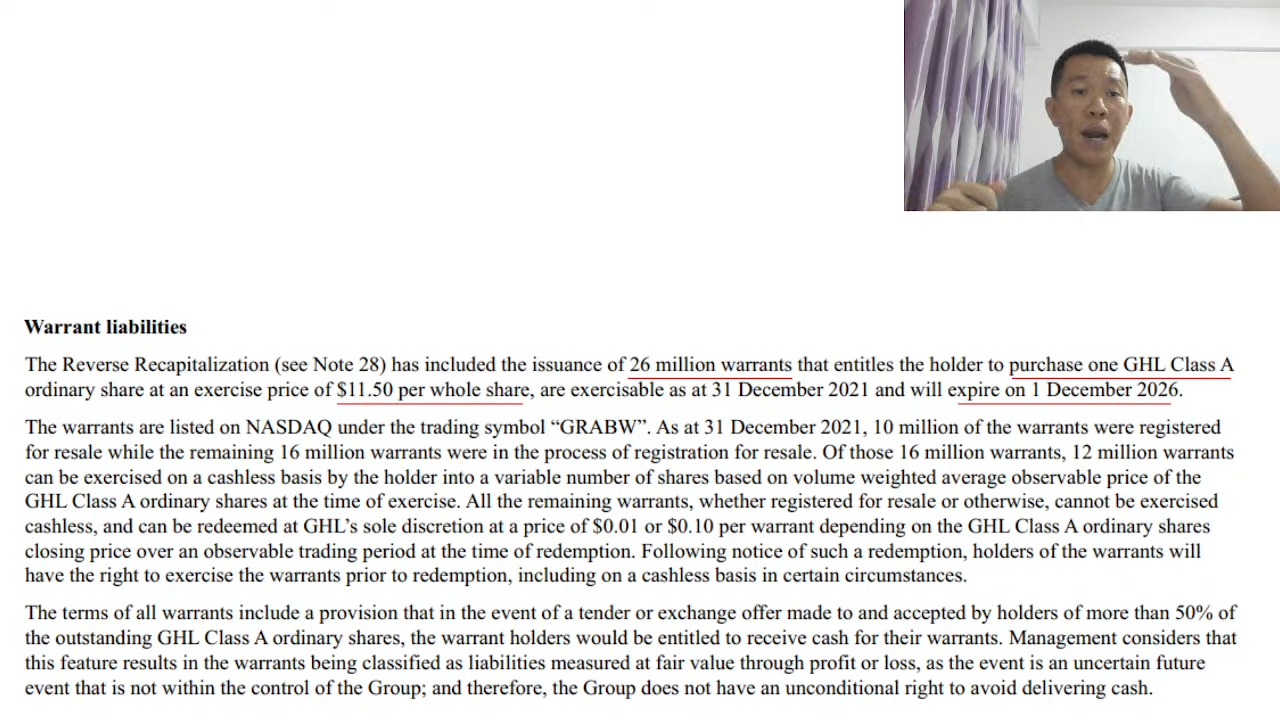 Warrant liabilities
The Reverse Recapitalization (see Note 28) has included the issuance of 26 million warrants that entitles the holder to purchase one GHL Class A
ordinary share at an exercise price of $11.50 per whole share, are exercisable as at 31 December 2021 and will expire on 1 December 2026.
The warrants are listed on NASDAQ under the trading symbol “GRABW”. As at 31 December 2021, 10 million of the warrants were registered
for resale while the remaining 16 million warrants were in the process of registration for resale. Of those 16 million warrants, 12 million warrants
can be exercised on a cashless basis by the holder into a variable number of shares based on volume weighted average observable price of the
GHL Class A ordinary shares at the time of exercise. All the remaining warrants, whether registered for resale or otherwise, cannot be exercised
cashless, and can be redeemed at GHL’s sole discretion at a price of $0.01 or $0.10 per warrant depending on the GHL Class A ordinary shares
closing price over an observable trading period at the time of redemption. Following notice of such a redemption, holders of the warrants will
have the right to exercise the warrants prior to redemption, including on a cashless basis in certain circumstances.
The terms of all warrants include a provision that in the event of a tender or exchange offer made to and accepted by holders of more than 50% of
the outstanding GHL Class A ordinary shares, the warrant holders would be entitled to receive cash for their warrants. Management considers that
this feature results in the warrants being classified as liabilities measured at fair value through profit or loss, as the event is an uncertain future
event that is not within the control of the Group; and therefore, the Group does not have an unconditional right to avoid delivering cash.